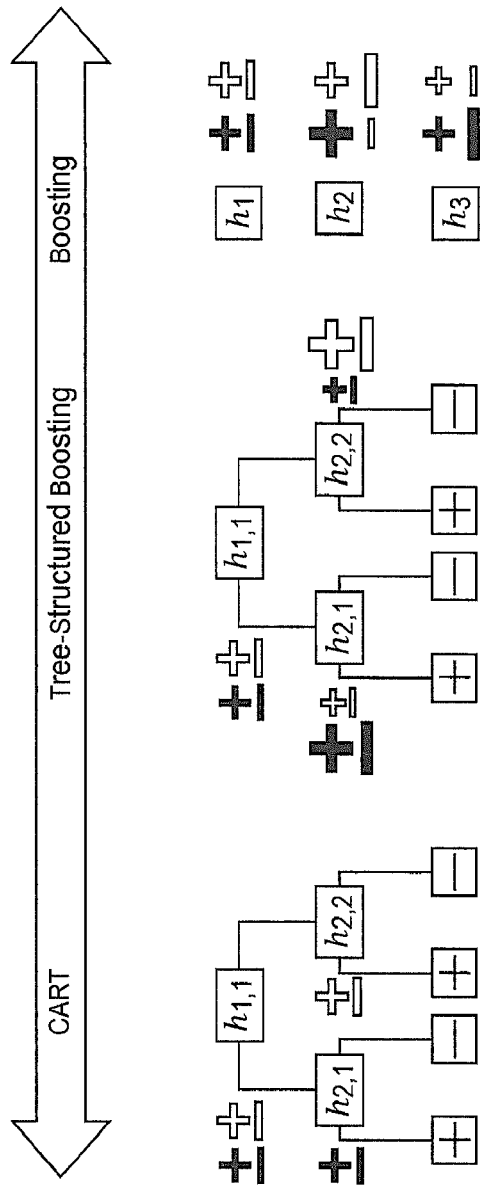 CART Tree-Structured Boosting Boosting
h1,1 h1,1 h1
h2,1 h2,2 h2,1 h2,2 h2
+ − + − + − + − h3